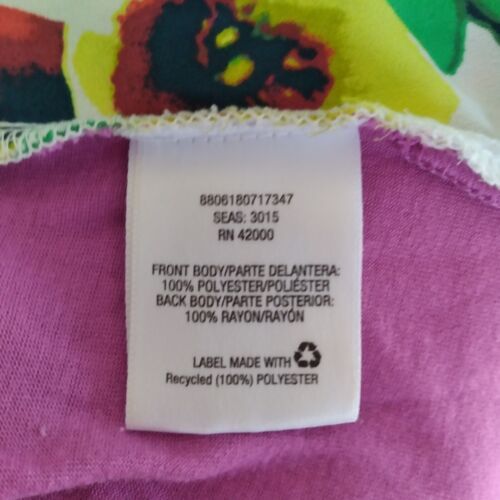 8806180717347
SEAS: 3015
RN 42000
FRONT BODY/PARTE DELANTERA:
100% POLYESTER/POLIÉSTER
BACK BODY/PARTE POSTERIOR:
100% RAYON/RAYÓN
LABEL MADE WITH
Recycled (100%) POLYESTER